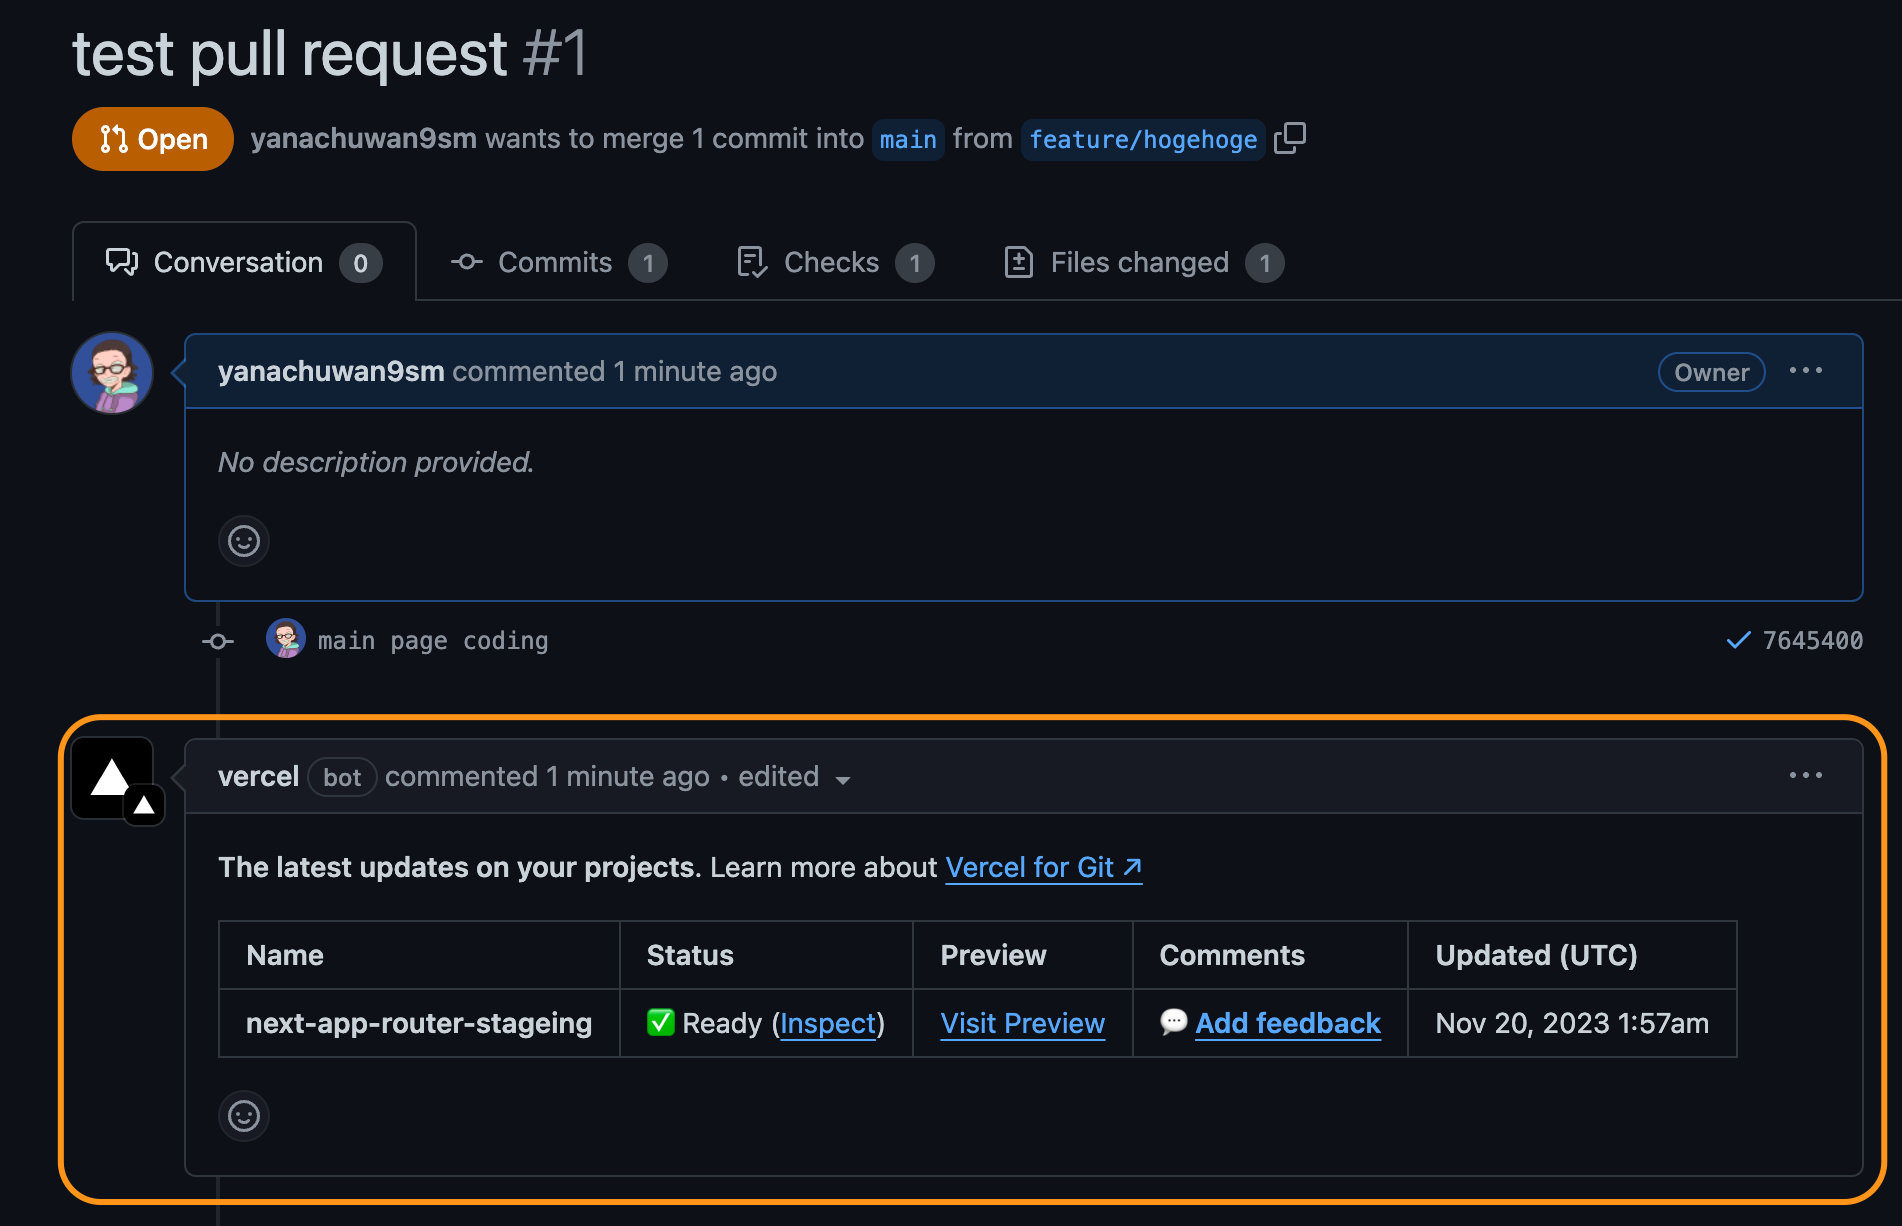 test pull request #1
Open yanachuwan9sm wants to merge 1 commit into main from feature/hogehoge
Conversation 0 Commits 1 Checks 1 Files changed 1
yanachuwan9sm commented 1 minute ago Owner
No description provided.
main page coding 7645400
vercel bot commented 1 minute ago • edited
The latest updates on your projects. Learn more about Vercel for Git ↗
Name Status Preview Comments Updated (UTC)
next-app-router-stageing ✅ Ready (Inspect) Visit Preview 💬 Add feedback Nov 20, 2023 1:57am